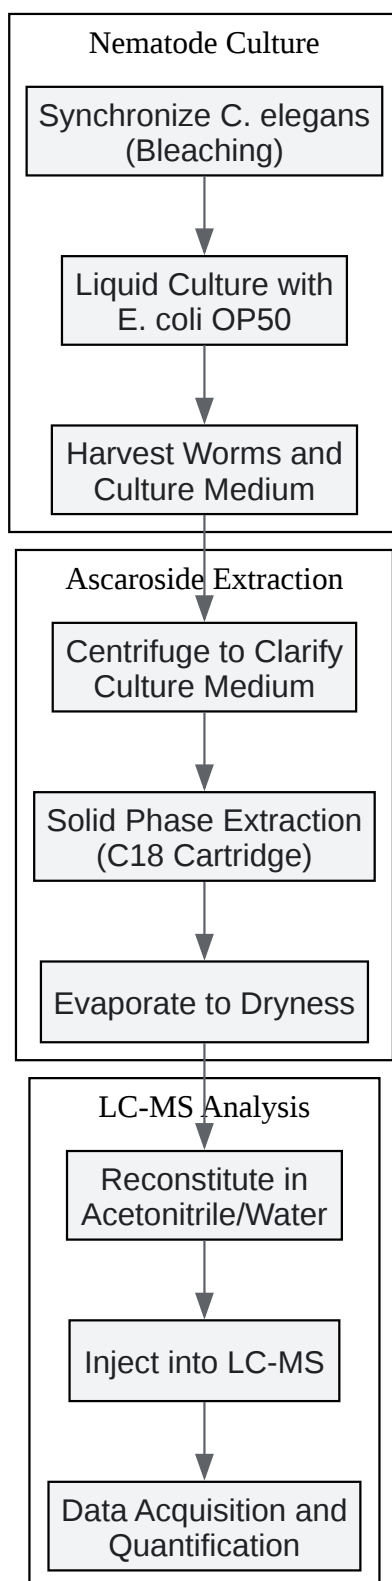 Nematode Culture
Synchronize C. elegans
(Bleaching)
Liquid Culture with
E. coli OP50
Harvest Worms and
Culture Medium
Ascaroside Extraction
Centrifuge to Clarify
Culture Medium
Solid Phase Extraction
(C18 Cartridge)
Evaporate to Dryness
LC-MS Analysis
Reconstitute in
Acetonitrile/Water
Inject into LC-MS
Data Acquisition and
Quantification